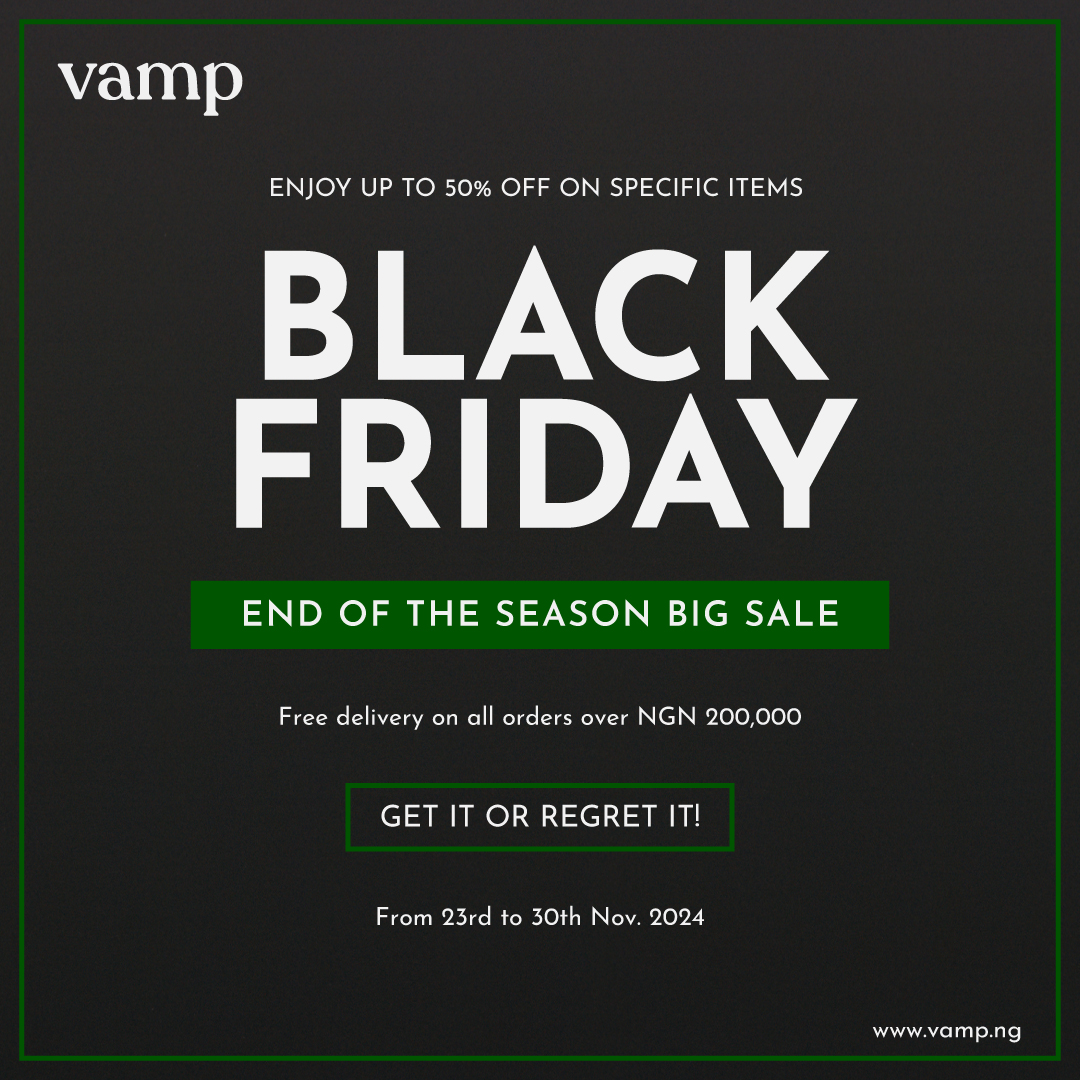 vamp
ENJOY UP TO 50% OFF ON SPECIFIC ITEMS
BLACK
FRIDAY
END OF THE SEASON BIG SALE
Free delivery on all orders over NGN 200,000
GET IT OR REGRET IT!
From 23rd to 30th Nov. 2024
www.vamp.ng